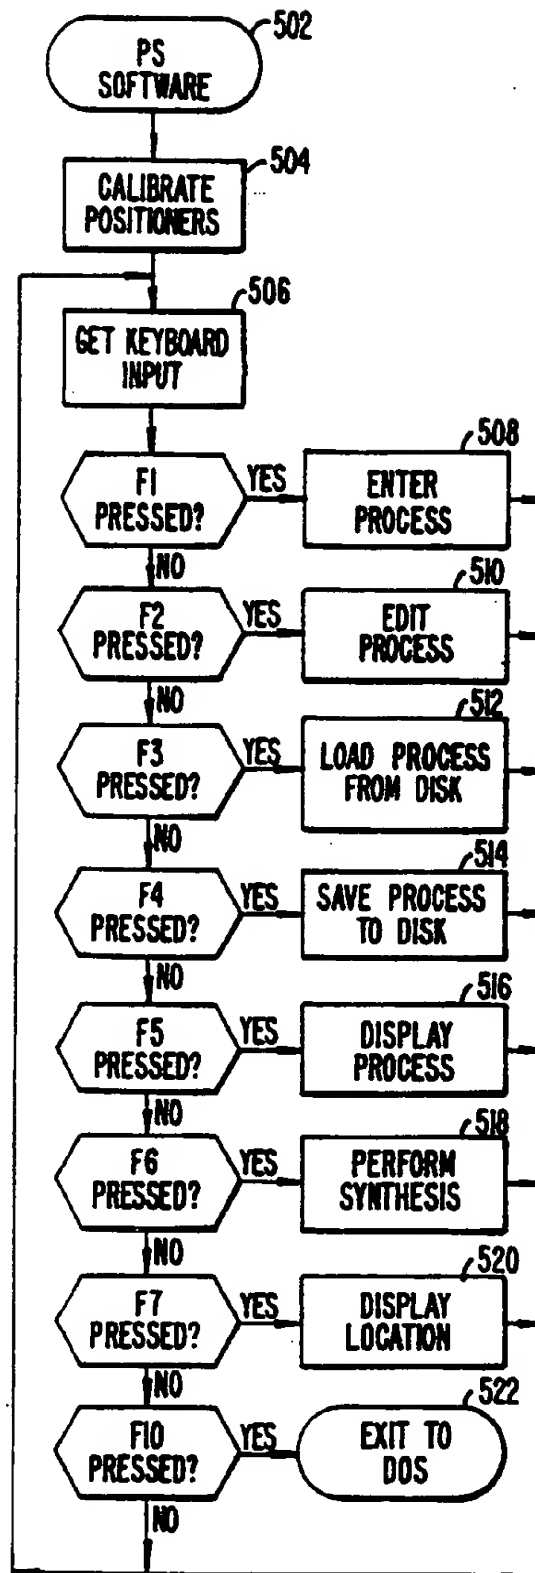 502
PS
SOFTWARE
504
CALIBRATE
POSITIONERS
506
GET KEYBOARD
INPUT
508
F1
PRESSED?
YES
ENTER
PROCESS
NO
510
F2
PRESSED?
YES
EDIT
PROCESS
NO
512
F3
PRESSED?
YES
LOAD PROCESS
FROM DISK
NO
514
F4
PRESSED?
YES
SAVE PROCESS
TO DISK
NO
516
F5
PRESSED?
YES
DISPLAY
PROCESS
NO
518
F6
PRESSED?
YES
PERFORM
SYNTHESIS
NO
520
F7
PRESSED?
YES
DISPLAY
LOCATION
NO
522
F10
PRESSED?
YES
EXIT TO
DOS
NO